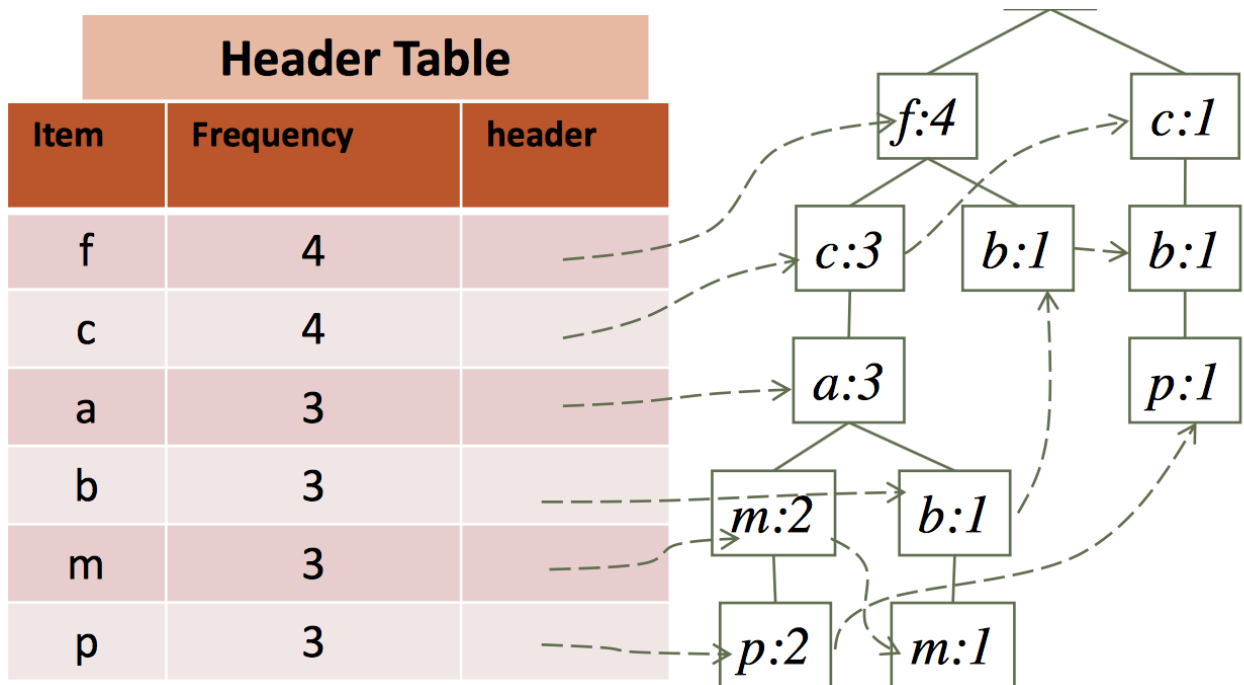 Header Table
Item Frequency header
f 4
c 4
a 3
b 3
m 3
p 3
f:4 c:1
c:3 b:1 b:1
a:3 p:1
m:2 b:1
p:2 m:1